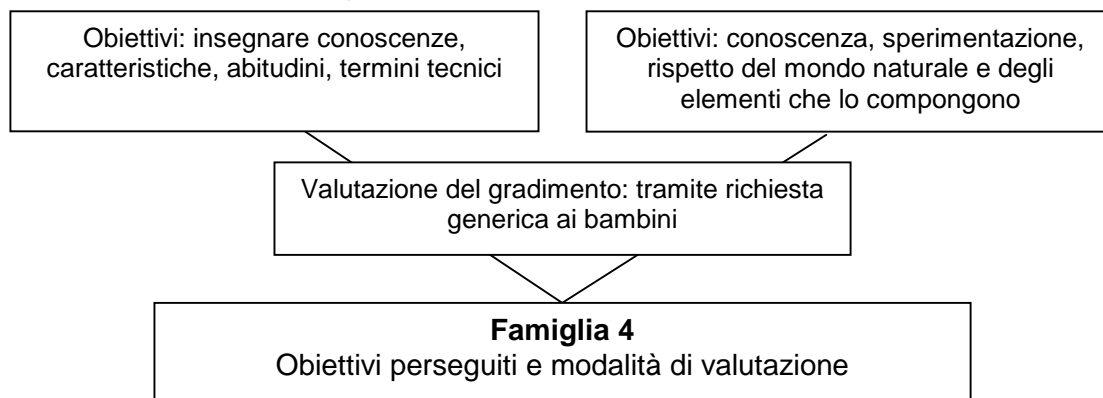 Obiettivi: insegnare conoscenze,
caratteristiche, abitudini, termini tecnici
Obiettivi: conoscenza, sperimentazione,
rispetto del mondo naturale e degli
elementi che lo compongono
Valutazione del gradimento: tramite richiesta
generica ai bambini
Famiglia 4
Obiettivi perseguiti e modalità di valutazione